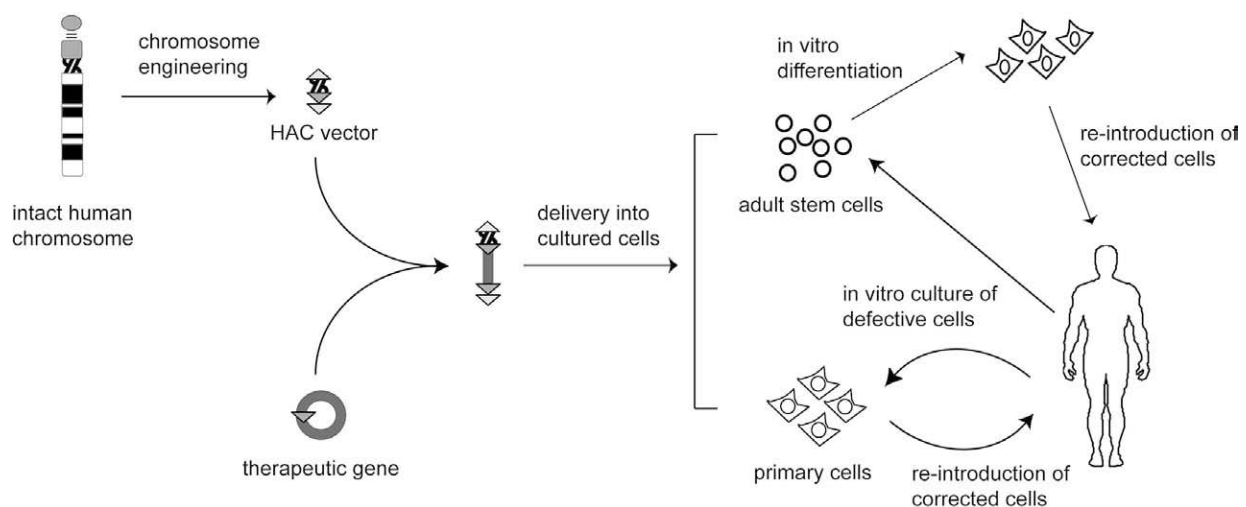 chromosome
engineering
HAC vector
intact human
chromosome
therapeutic gene
delivery into
cultured cells
in vitro
differentiation
adult stem cells
re-introduction of
corrected cells
in vitro culture of
defective cells
primary cells
re-introduction of
corrected cells